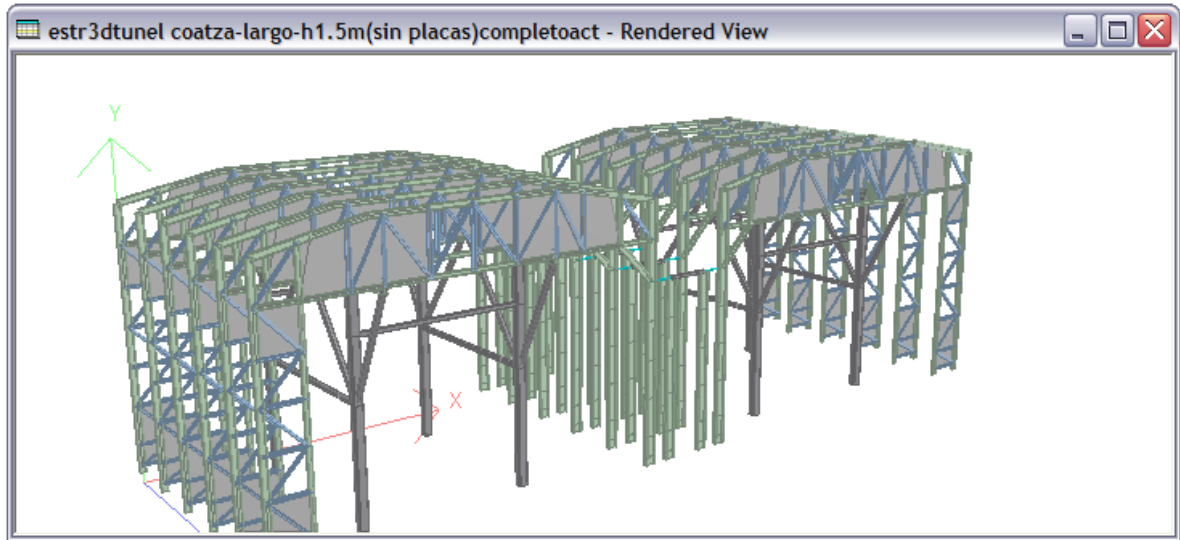 estr3dtunel coatza-largo-h1.5m(sin placas)completoact - Rendered View
Y
X